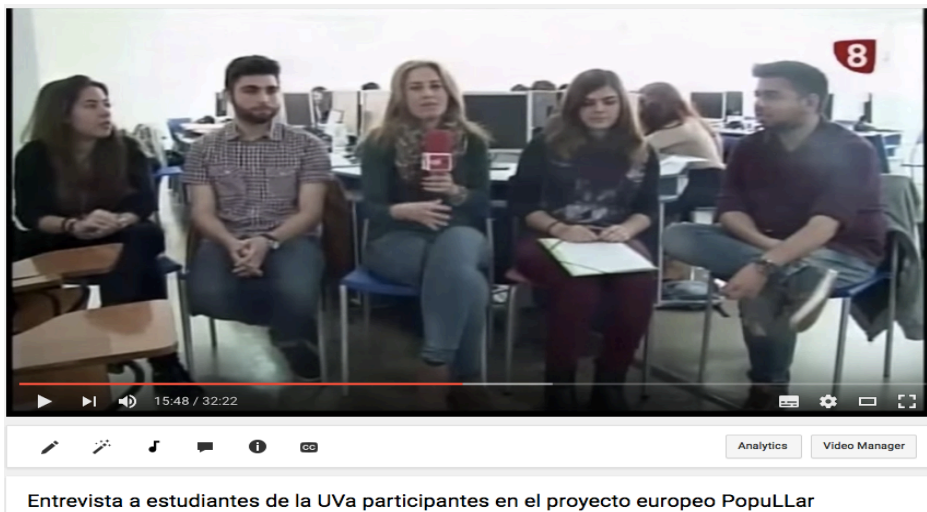 8
15:48 / 32:22
CC
Analytics
Video Manager
Entrevista a estudiantes de la UVa participantes en el proyecto europeo PopuLLar